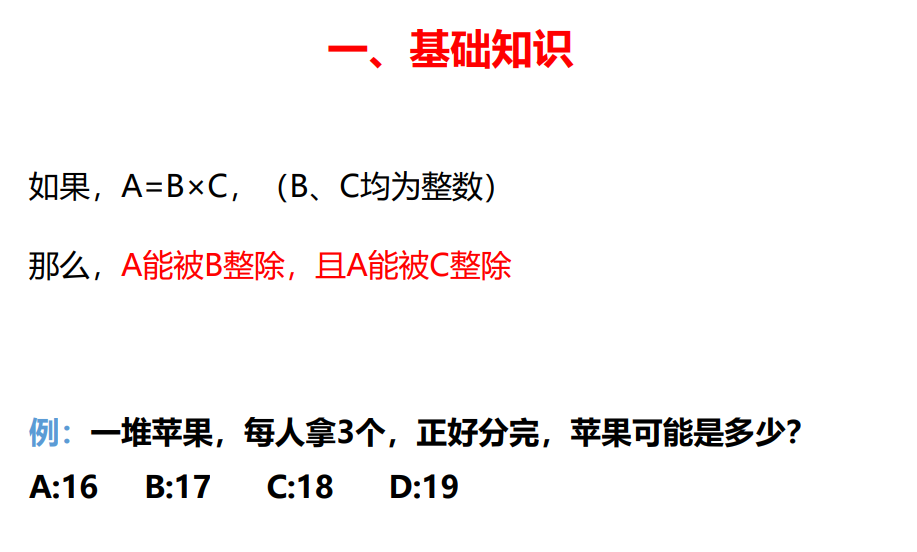 一、基础知识
如果，A=B×C，（B、C均为整数）
那么，A能被B整除，且A能被C整除
例：一堆苹果，每人拿3个，正好分完，苹果可能是多少？
A:16 B:17 C:18 D:19